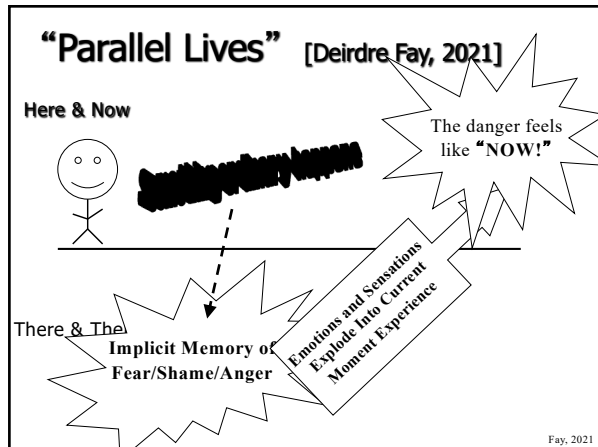 “Parallel Lives” [Deirdre Fay, 2021]
Here & Now
The danger feels
like “NOW!”
Emotions and Sensations
Explode Into Current
Moment Experience
There & The
Implicit Memory of
Fear/Shame/Anger
Fay, 2021